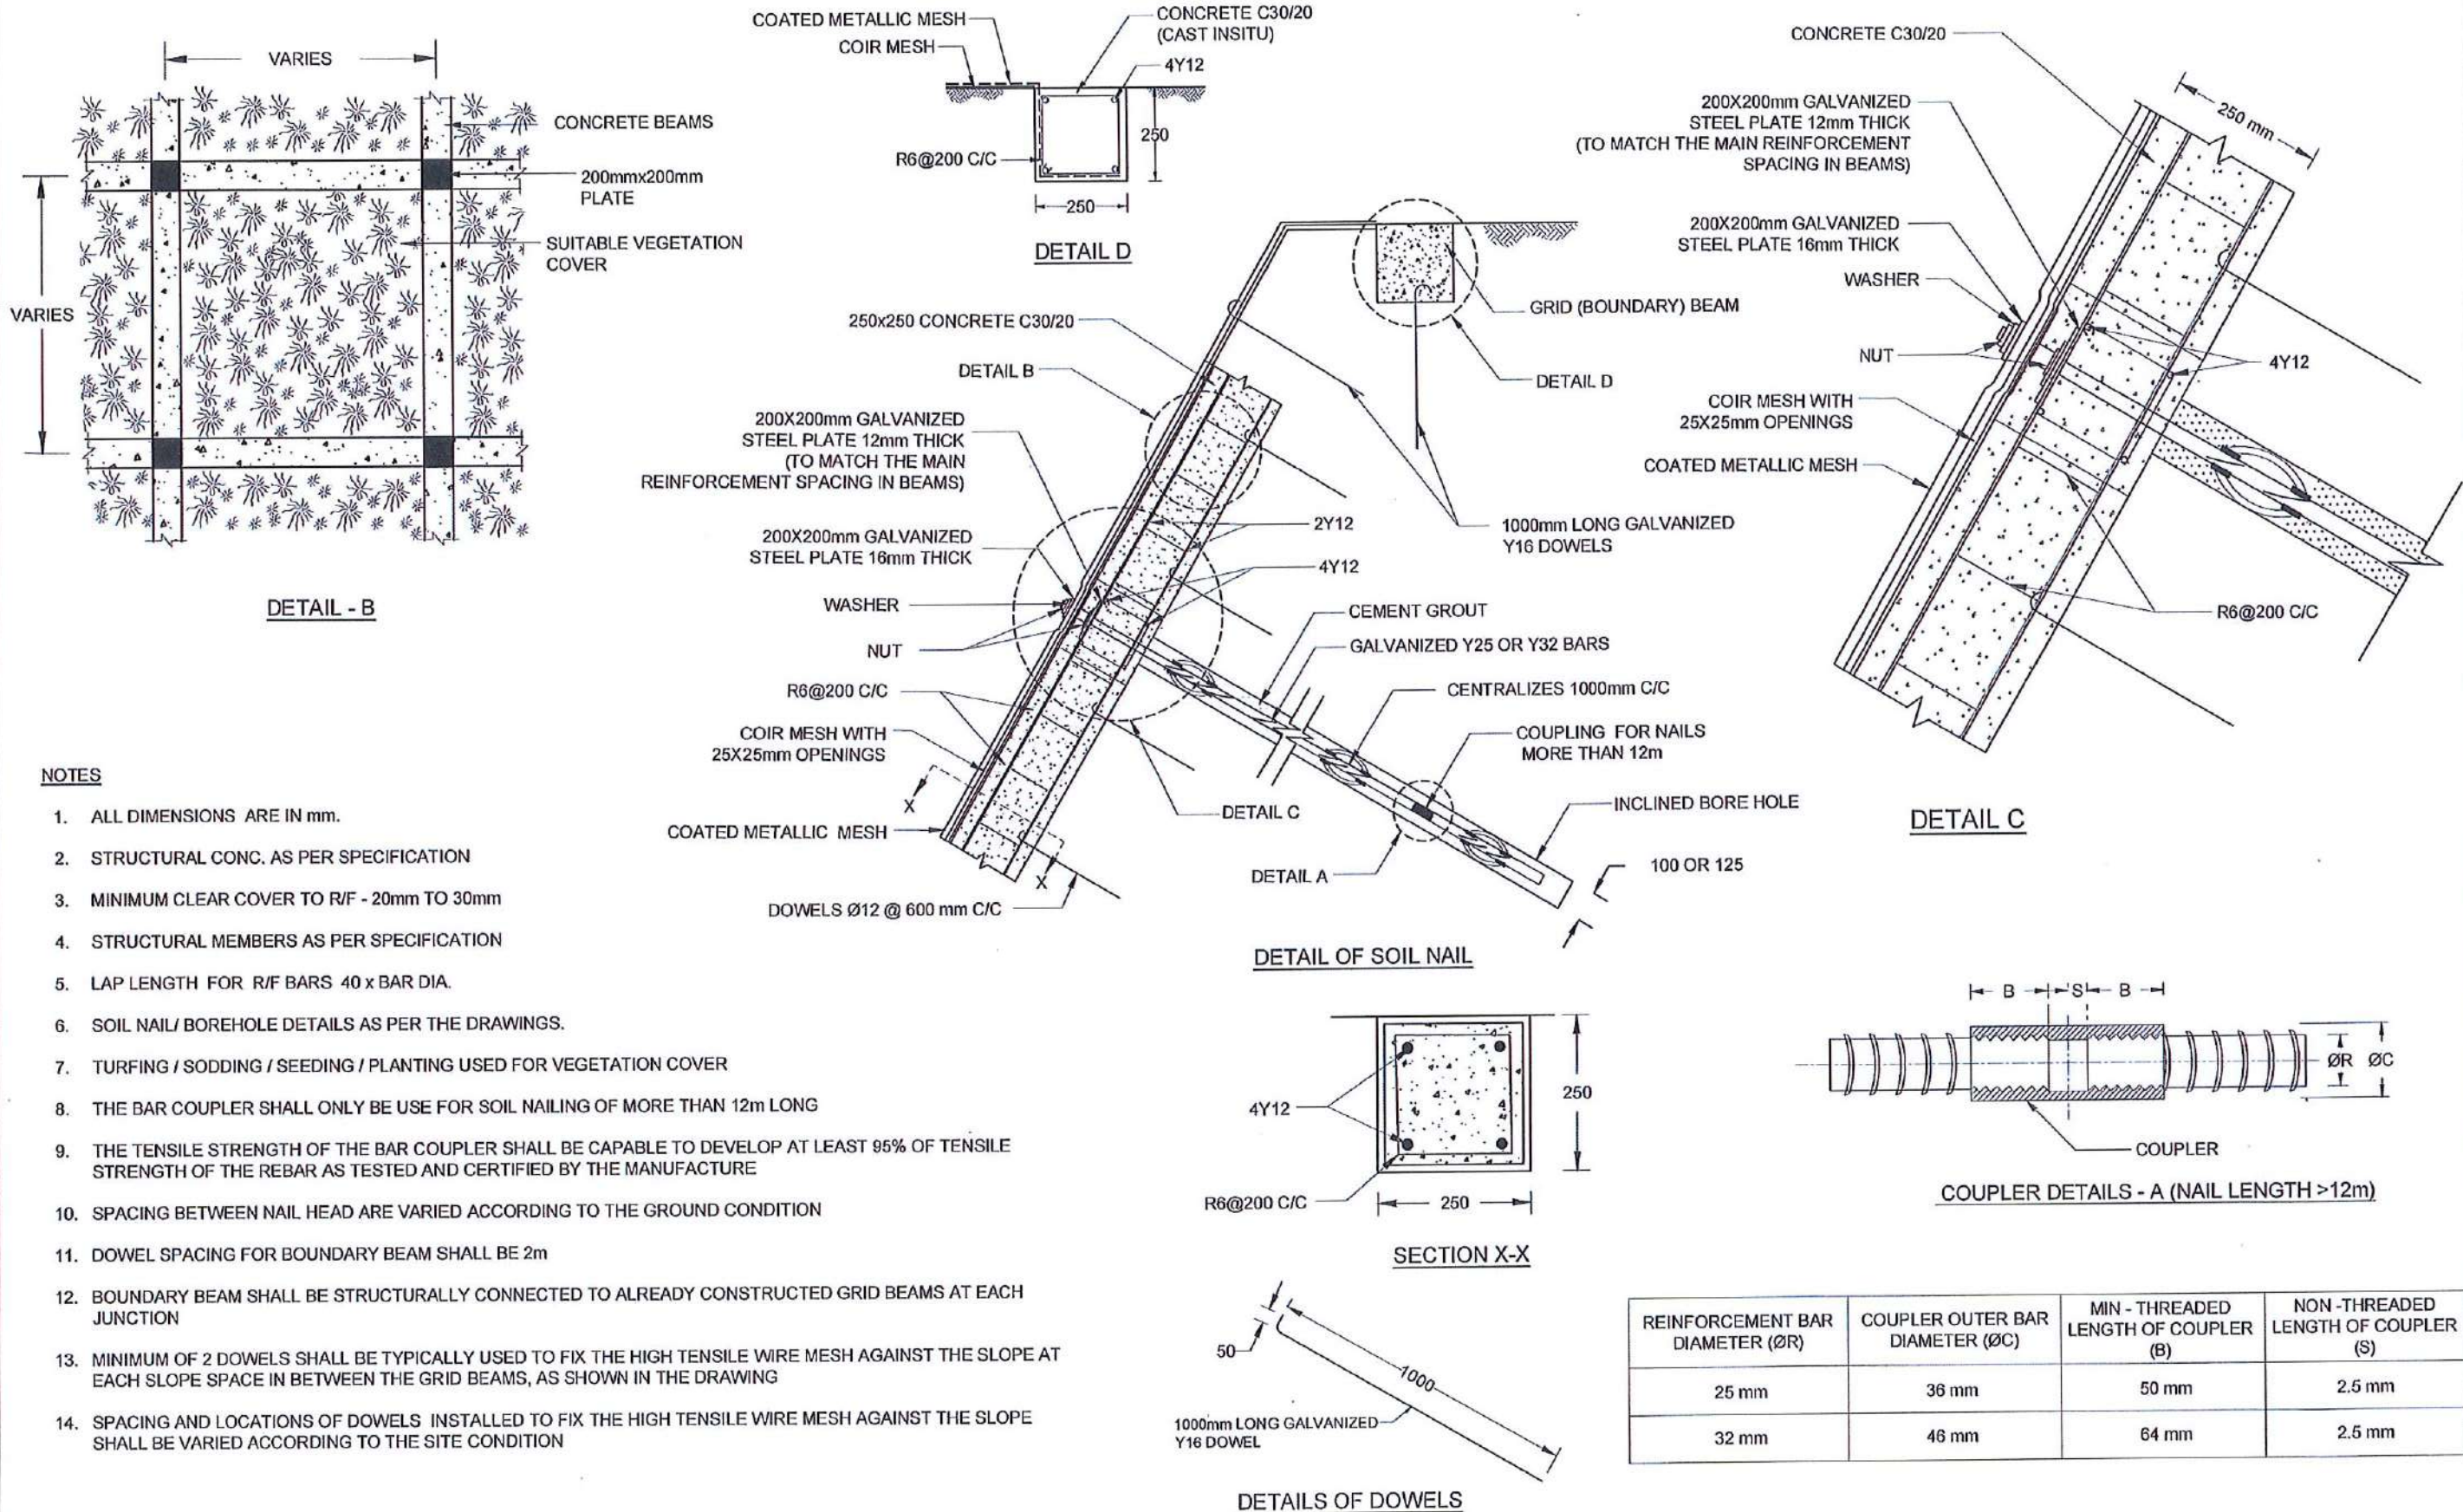 VARIES
CONCRETE BEAMS
200mmx200mm
PLATE
SUITABLE VEGETATION
COVER
VARIES
DETAIL - B
COATED METALLIC MESH
COIR MESH
CONCRETE C30/20
(CAST INSITU)
4Y12
R6@200 C/C
250
250
DETAIL D
250x250 CONCRETE C30/20
DETAIL B
200X200mm GALVANIZED
STEEL PLATE 12mm THICK
(TO MATCH THE MAIN
REINFORCEMENT SPACING IN BEAMS)
200X200mm GALVANIZED
STEEL PLATE 16mm THICK
WASHER
NUT
R6@200 C/C
COIR MESH WITH
25X25mm OPENINGS
X
COATED METALLIC MESH
X
DOWELS Ø12 @ 600 mm C/C
GRID (BOUNDARY) BEAM
DETAIL D
1000mm LONG GALVANIZED
Y16 DOWELS
2Y12
4Y12
CEMENT GROUT
GALVANIZED Y25 OR Y32 BARS
CENTRALIZES 1000mm C/C
COUPLING FOR NAILS
MORE THAN 12m
INCLINED BORE HOLE
DETAIL C
DETAIL A
100 OR 125
DETAIL OF SOIL NAIL
CONCRETE C30/20
250 mm
200X200mm GALVANIZED
STEEL PLATE 12mm THICK
(TO MATCH THE MAIN REINFORCEMENT
SPACING IN BEAMS)
200X200mm GALVANIZED
STEEL PLATE 16mm THICK
WASHER
NUT
4Y12
COIR MESH WITH
25X25mm OPENINGS
COATED METALLIC MESH
R6@200 C/C
DETAIL C
NOTES
1. ALL DIMENSIONS ARE IN mm.
2. STRUCTURAL CONC. AS PER SPECIFICATION
3. MINIMUM CLEAR COVER TO R/F - 20mm TO 30mm
4. STRUCTURAL MEMBERS AS PER SPECIFICATION
5. LAP LENGTH FOR R/F BARS 40 x BAR DIA.
6. SOIL NAIL/ BOREHOLE DETAILS AS PER THE DRAWINGS.
7. TURFING / SODDING / SEEDING / PLANTING USED FOR VEGETATION COVER
8. THE BAR COUPLER SHALL ONLY BE USE FOR SOIL NAILING OF MORE THAN 12m LONG
9. THE TENSILE STRENGTH OF THE BAR COUPLER SHALL BE CAPABLE TO DEVELOP AT LEAST 95% OF TENSILE
STRENGTH OF THE REBAR AS TESTED AND CERTIFIED BY THE MANUFACTURE
10. SPACING BETWEEN NAIL HEAD ARE VARIED ACCORDING TO THE GROUND CONDITION
11. DOWEL SPACING FOR BOUNDARY BEAM SHALL BE 2m
12. BOUNDARY BEAM SHALL BE STRUCTURALLY CONNECTED TO ALREADY CONSTRUCTED GRID BEAMS AT EACH
JUNCTION
13. MINIMUM OF 2 DOWELS SHALL BE TYPICALLY USED TO FIX THE HIGH TENSILE WIRE MESH AGAINST THE SLOPE AT
EACH SLOPE SPACE IN BETWEEN THE GRID BEAMS, AS SHOWN IN THE DRAWING
14. SPACING AND LOCATIONS OF DOWELS INSTALLED TO FIX THE HIGH TENSILE WIRE MESH AGAINST THE SLOPE
SHALL BE VARIED ACCORDING TO THE SITE CONDITION
4Y12
250
R6@200 C/C
250
SECTION X-X
50
1000
1000mm LONG GALVANIZED
Y16 DOWEL
DETAILS OF DOWELS
B S B
ØR ØC
COUPLER
COUPLER DETAILS - A (NAIL LENGTH >12m)
REINFORCEMENT BAR DIAMETER (ØR) COUPLER OUTER BAR DIAMETER (ØC) MIN - THREADED LENGTH OF COUPLER (B) NON -THREADED LENGTH OF COUPLER (S)
25 mm 36 mm 50 mm 2.5 mm
32 mm 46 mm 64 mm 2.5 mm